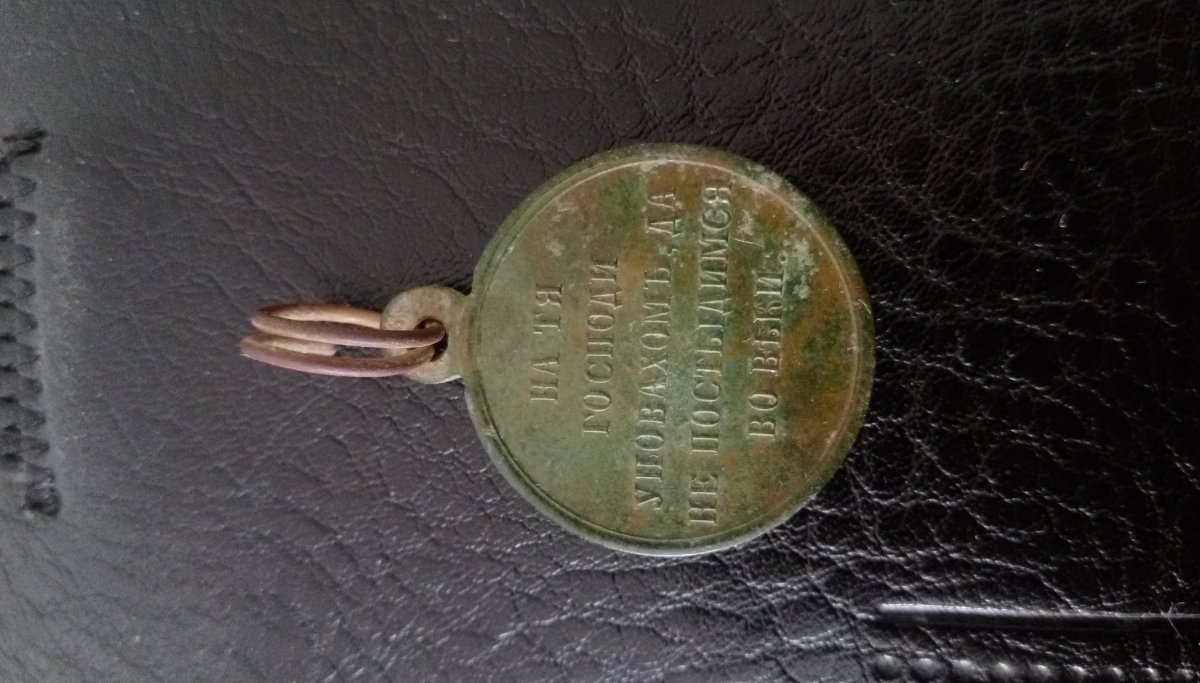 НА ТЯ
ГОСПОДИ
УПОВАХОМЪ, ДА
НЕ ПОСТЫДИМСЯ
ВО ВѢКИ.